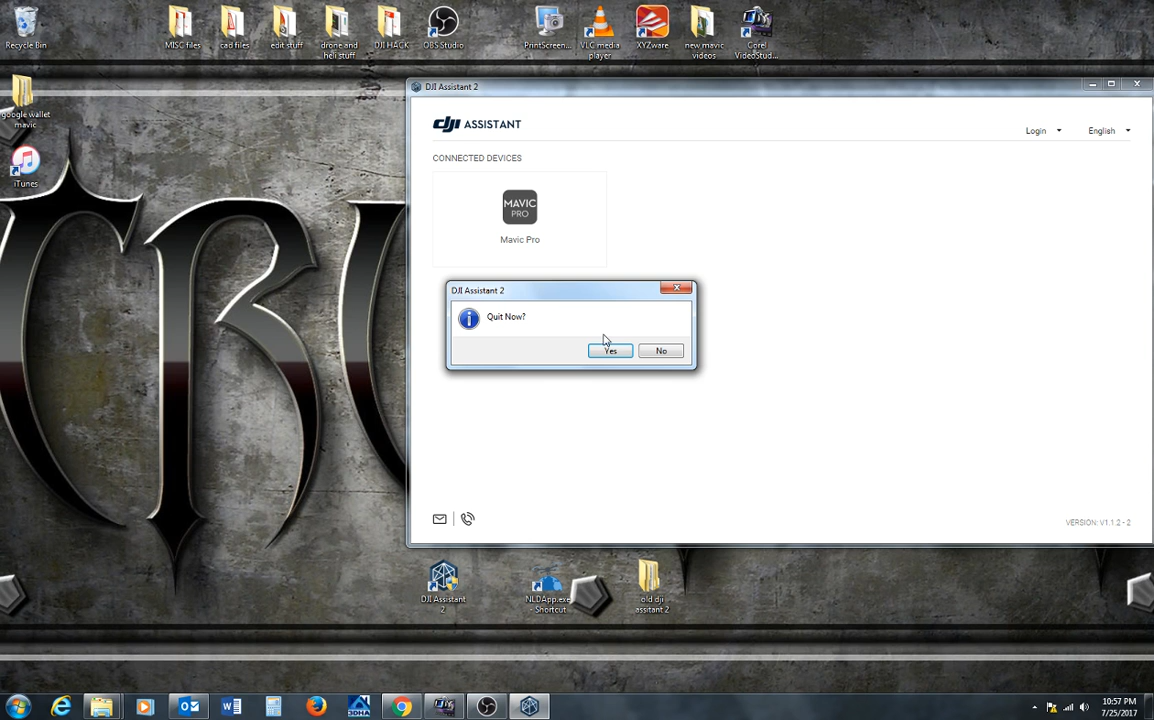 Recycle Bin
MISC files
cad files
edit stuff
drone and
heli stuff
DJI HACK
OBS Studio
PrintScreen...
VLC media
player
XYZware
new mavic
videos
Corel
VideoStud...
google wallet
mavic
iTunes
DJI Assistant 2
dji ASSISTANT
Login
English
CONNECTED DEVICES
MAVIC
PRO
Mavic Pro
DJI Assistant 2
Quit Now?
Yes
No
VERSION: V1.1.2 - 2
DJI Assistant
2
NLDApp.exe
- Shortcut
old dji
assitant 2
3DHA
10:57 PM
7/25/2017